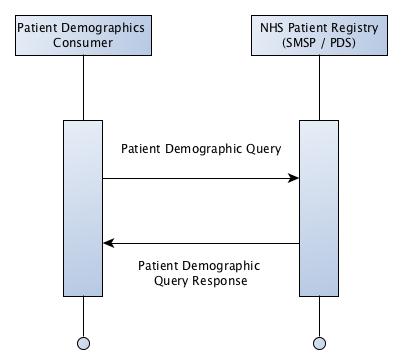 Patient Demographics
Consumer
NHS Patient Registry
(SMSP / PDS)
Patient Demographic Query
Patient Demographic
Query Response